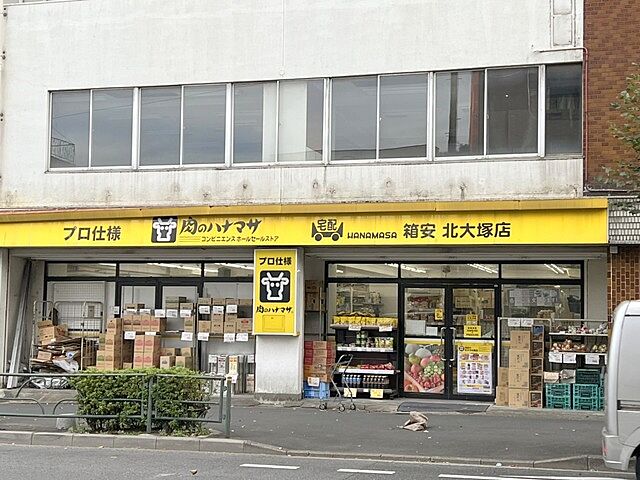 プロ仕様
肉のハナマサ
コンビニエンスホールセールストア
宅配
HANAMASA
箱安 北大塚店
プロ仕様
肉のハナマサ